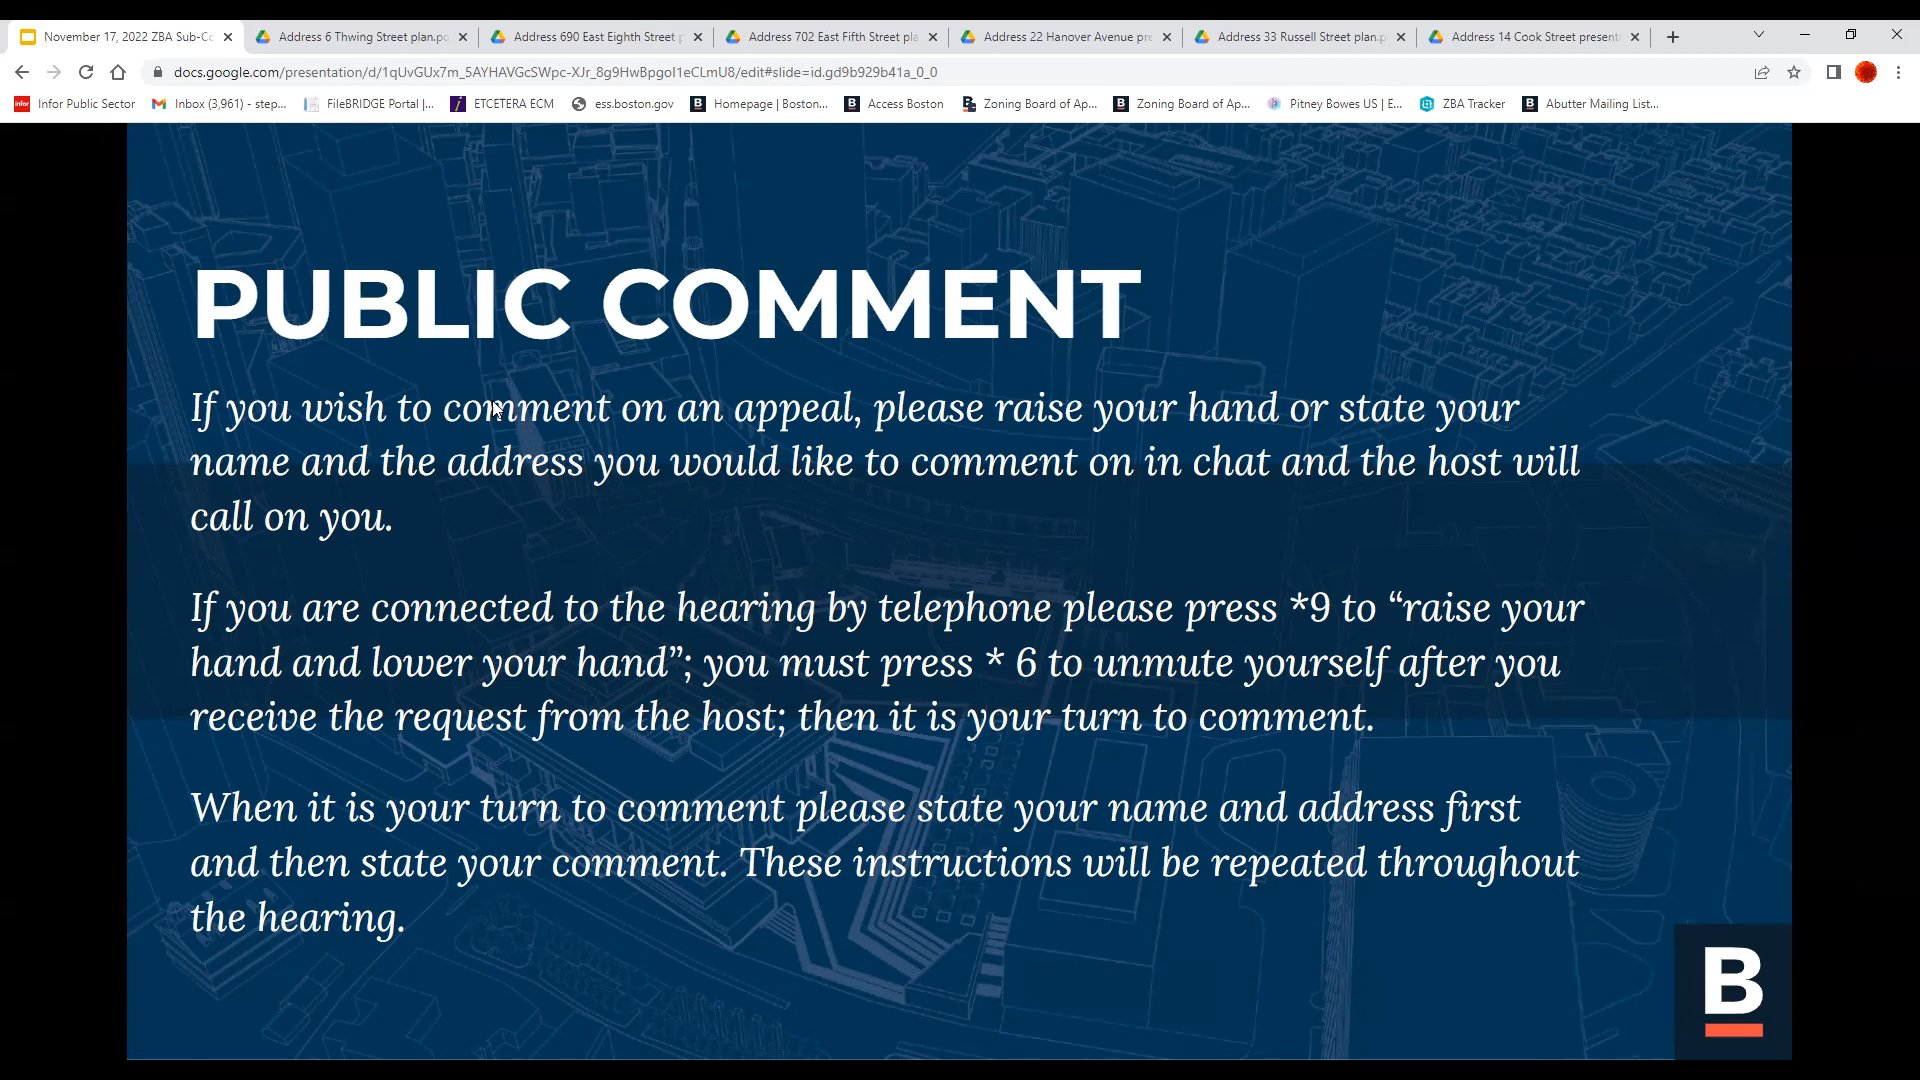 November 17, 2022 ZBA Sub-Co
Address 6 Thwing Street plan.pd
Address 690 East Eighth Street p
Address 702 East Fifth Street pla
Address 22 Hanover Avenue pre
Address 33 Russell Street plan.p
Address 14 Cook Street present
docs.google.com/presentation/d/1qUvGUx7m_5AYHAVGcSWpc-XJr_8g9HwBpgoI1eCLmU8/edit#slide=id.gd9b929b41a_0_0
infor Infor Public Sector
Inbox (3,961) - step...
FileBRIDGE Portal |...
ETCETERA ECM
ess.boston.gov
B Homepage | Boston...
B Access Boston
Zoning Board of Ap...
B Zoning Board of Ap...
Pitney Bowes US | E...
ZBA Tracker
B Abutter Mailing List...
PUBLIC COMMENT
If you wish to comment on an appeal, please raise your hand or state your
name and the address you would like to comment on in chat and the host will
call on you.
If you are connected to the hearing by telephone please press *9 to “raise your
hand and lower your hand”; you must press * 6 to unmute yourself after you
receive the request from the host; then it is your turn to comment.
When it is your turn to comment please state your name and address first
and then state your comment. These instructions will be repeated throughout
the hearing.
B